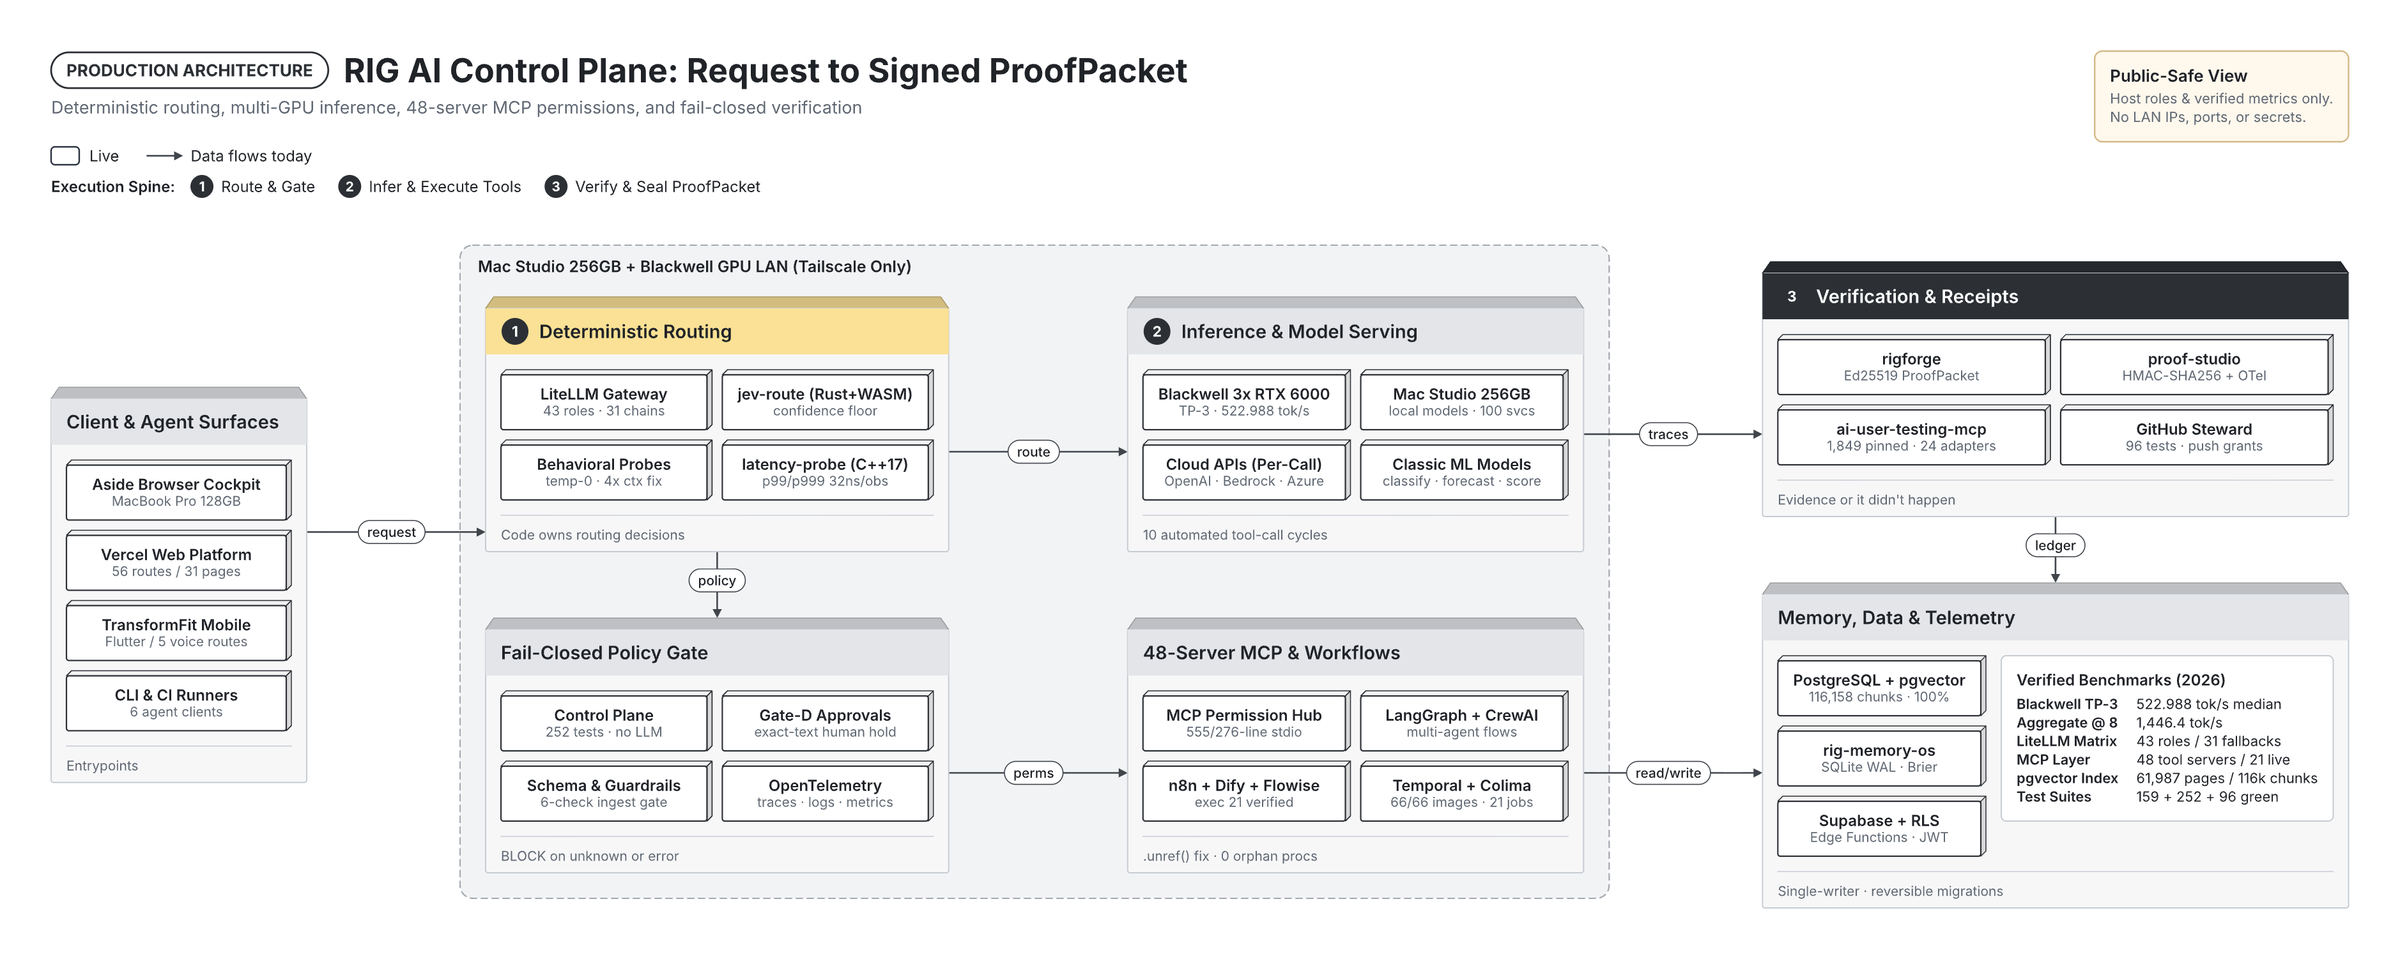 PRODUCTION ARCHITECTURE
RIG AI Control Plane: Request to Signed ProofPacket
Deterministic routing, multi-GPU inference, 48-server MCP permissions, and fail-closed verification
Public-Safe View
Host roles & verified metrics only.
No LAN IPs, ports, or secrets.
Live
Data flows today
Execution Spine: 1 Route & Gate 2 Infer & Execute Tools 3 Verify & Seal ProofPacket
Client & Agent Surfaces
Aside Browser Cockpit
MacBook Pro 128GB
Vercel Web Platform
56 routes / 31 pages
TransformFit Mobile
Flutter / 5 voice routes
CLI & CI Runners
6 agent clients
Entrypoints
request
Mac Studio 256GB + Blackwell GPU LAN (Tailscale Only)
1 Deterministic Routing
LiteLLM Gateway
43 roles · 31 chains
jev-route (Rust+WASM)
confidence floor
Behavioral Probes
temp-0 · 4x ctx fix
latency-probe (C++17)
p99/p999 32ns/obs
Code owns routing decisions
route
policy
2 Inference & Model Serving
Blackwell 3x RTX 6000
TP-3 · 522.988 tok/s
Mac Studio 256GB
local models · 100 svcs
Cloud APIs (Per-Call)
OpenAI · Bedrock · Azure
Classic ML Models
classify · forecast · score
10 automated tool-call cycles
Fail-Closed Policy Gate
Control Plane
252 tests · no LLM
Gate-D Approvals
exact-text human hold
Schema & Guardrails
6-check ingest gate
OpenTelemetry
traces · logs · metrics
BLOCK on unknown or error
perms
48-Server MCP & Workflows
MCP Permission Hub
555/276-line stdio
LangGraph + CrewAI
multi-agent flows
n8n + Dify + Flowise
exec 21 verified
Temporal + Colima
66/66 images · 21 jobs
.unref() fix · 0 orphan procs
traces
read/write
3 Verification & Receipts
rigforge
Ed25519 ProofPacket
proof-studio
HMAC-SHA256 + OTel
ai-user-testing-mcp
1,849 pinned · 24 adapters
GitHub Steward
96 tests · push grants
Evidence or it didn't happen
ledger
Memory, Data & Telemetry
PostgreSQL + pgvector
116,158 chunks · 100%
rig-memory-os
SQLite WAL · Brier
Supabase + RLS
Edge Functions · JWT
Verified Benchmarks (2026)
Blackwell TP-3 522.988 tok/s median
Aggregate @ 8 1,446.4 tok/s
LiteLLM Matrix 43 roles / 31 fallbacks
MCP Layer 48 tool servers / 21 live
pgvector Index 61,987 pages / 116k chunks
Test Suites 159 + 252 + 96 green
Single-writer · reversible migrations